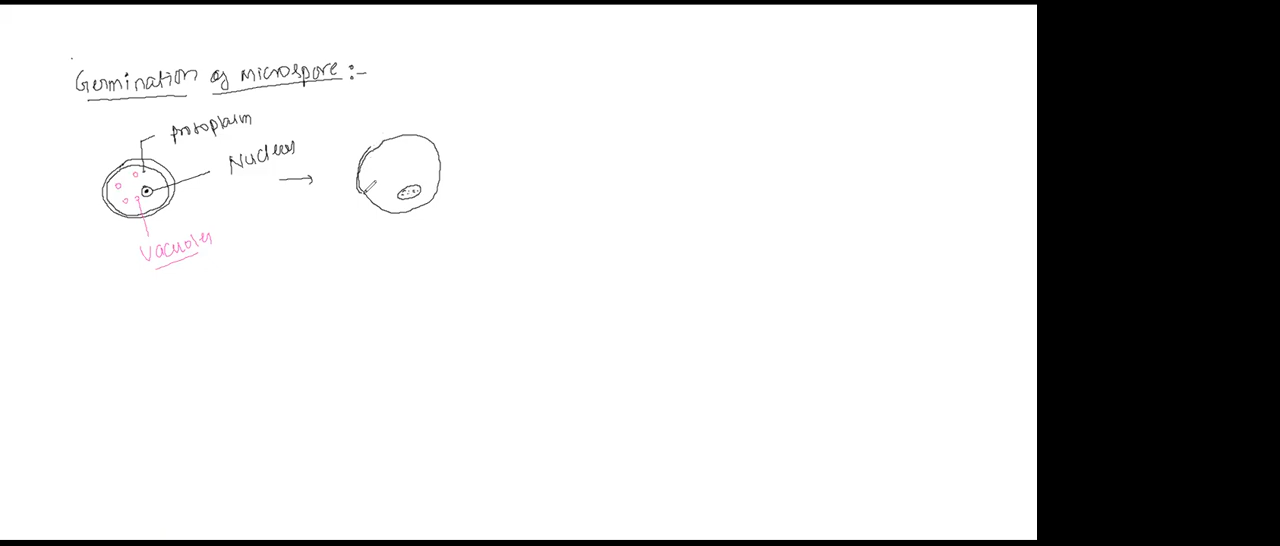 Germination of microspore :-
protoplasm
Nucleus
Vacuoles